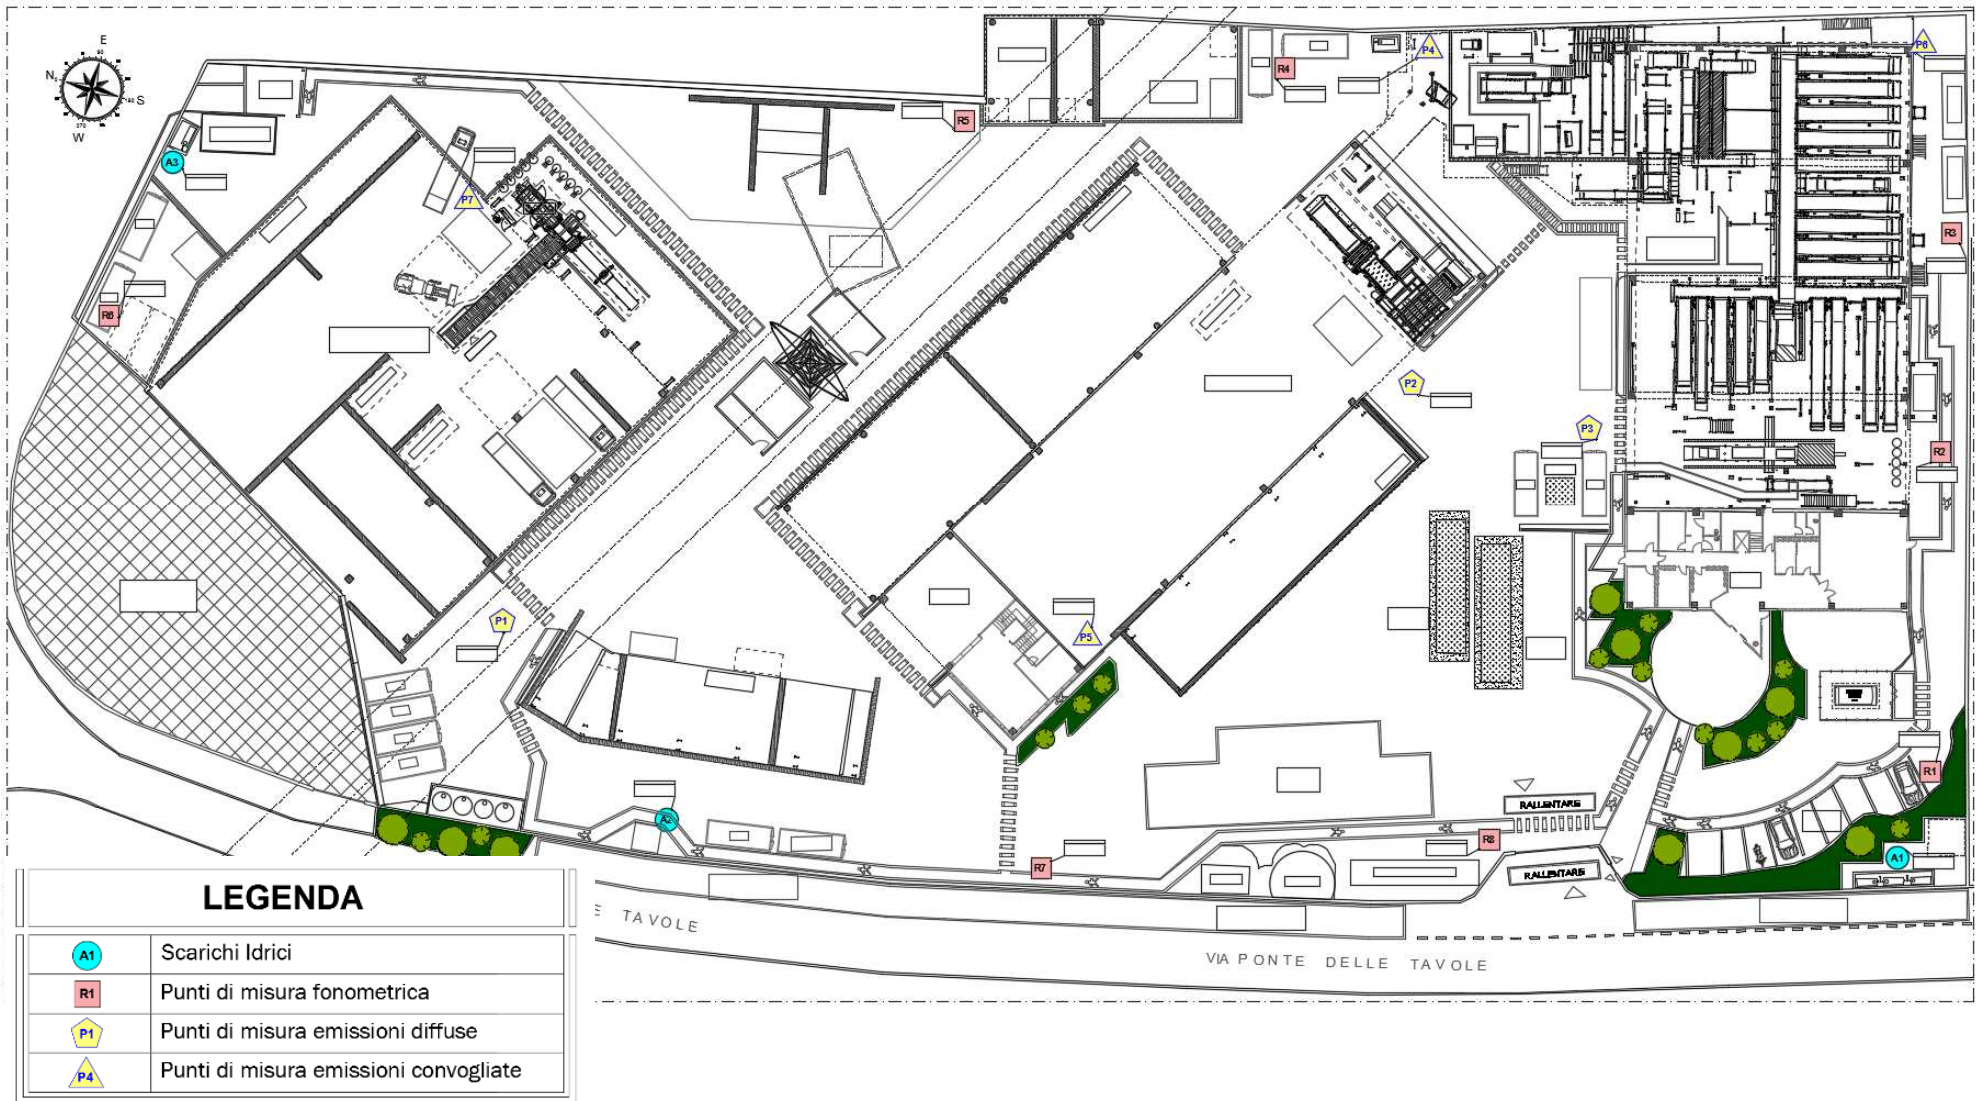 E
N
S
W
P4
P6
R4
R5
A3
P7
R3
R6
P2
P3
R2
P1
P5
R1
A2
RALLENTARE
R8
R7
A1
RALLENTARE
E TAVOLE
VIA PONTE DELLE TAVOLE
LEGENDA
A1 Scarichi Idrici
R1 Punti di misura fonometrica
P1 Punti di misura emissioni diffuse
P4 Punti di misura emissioni convogliate